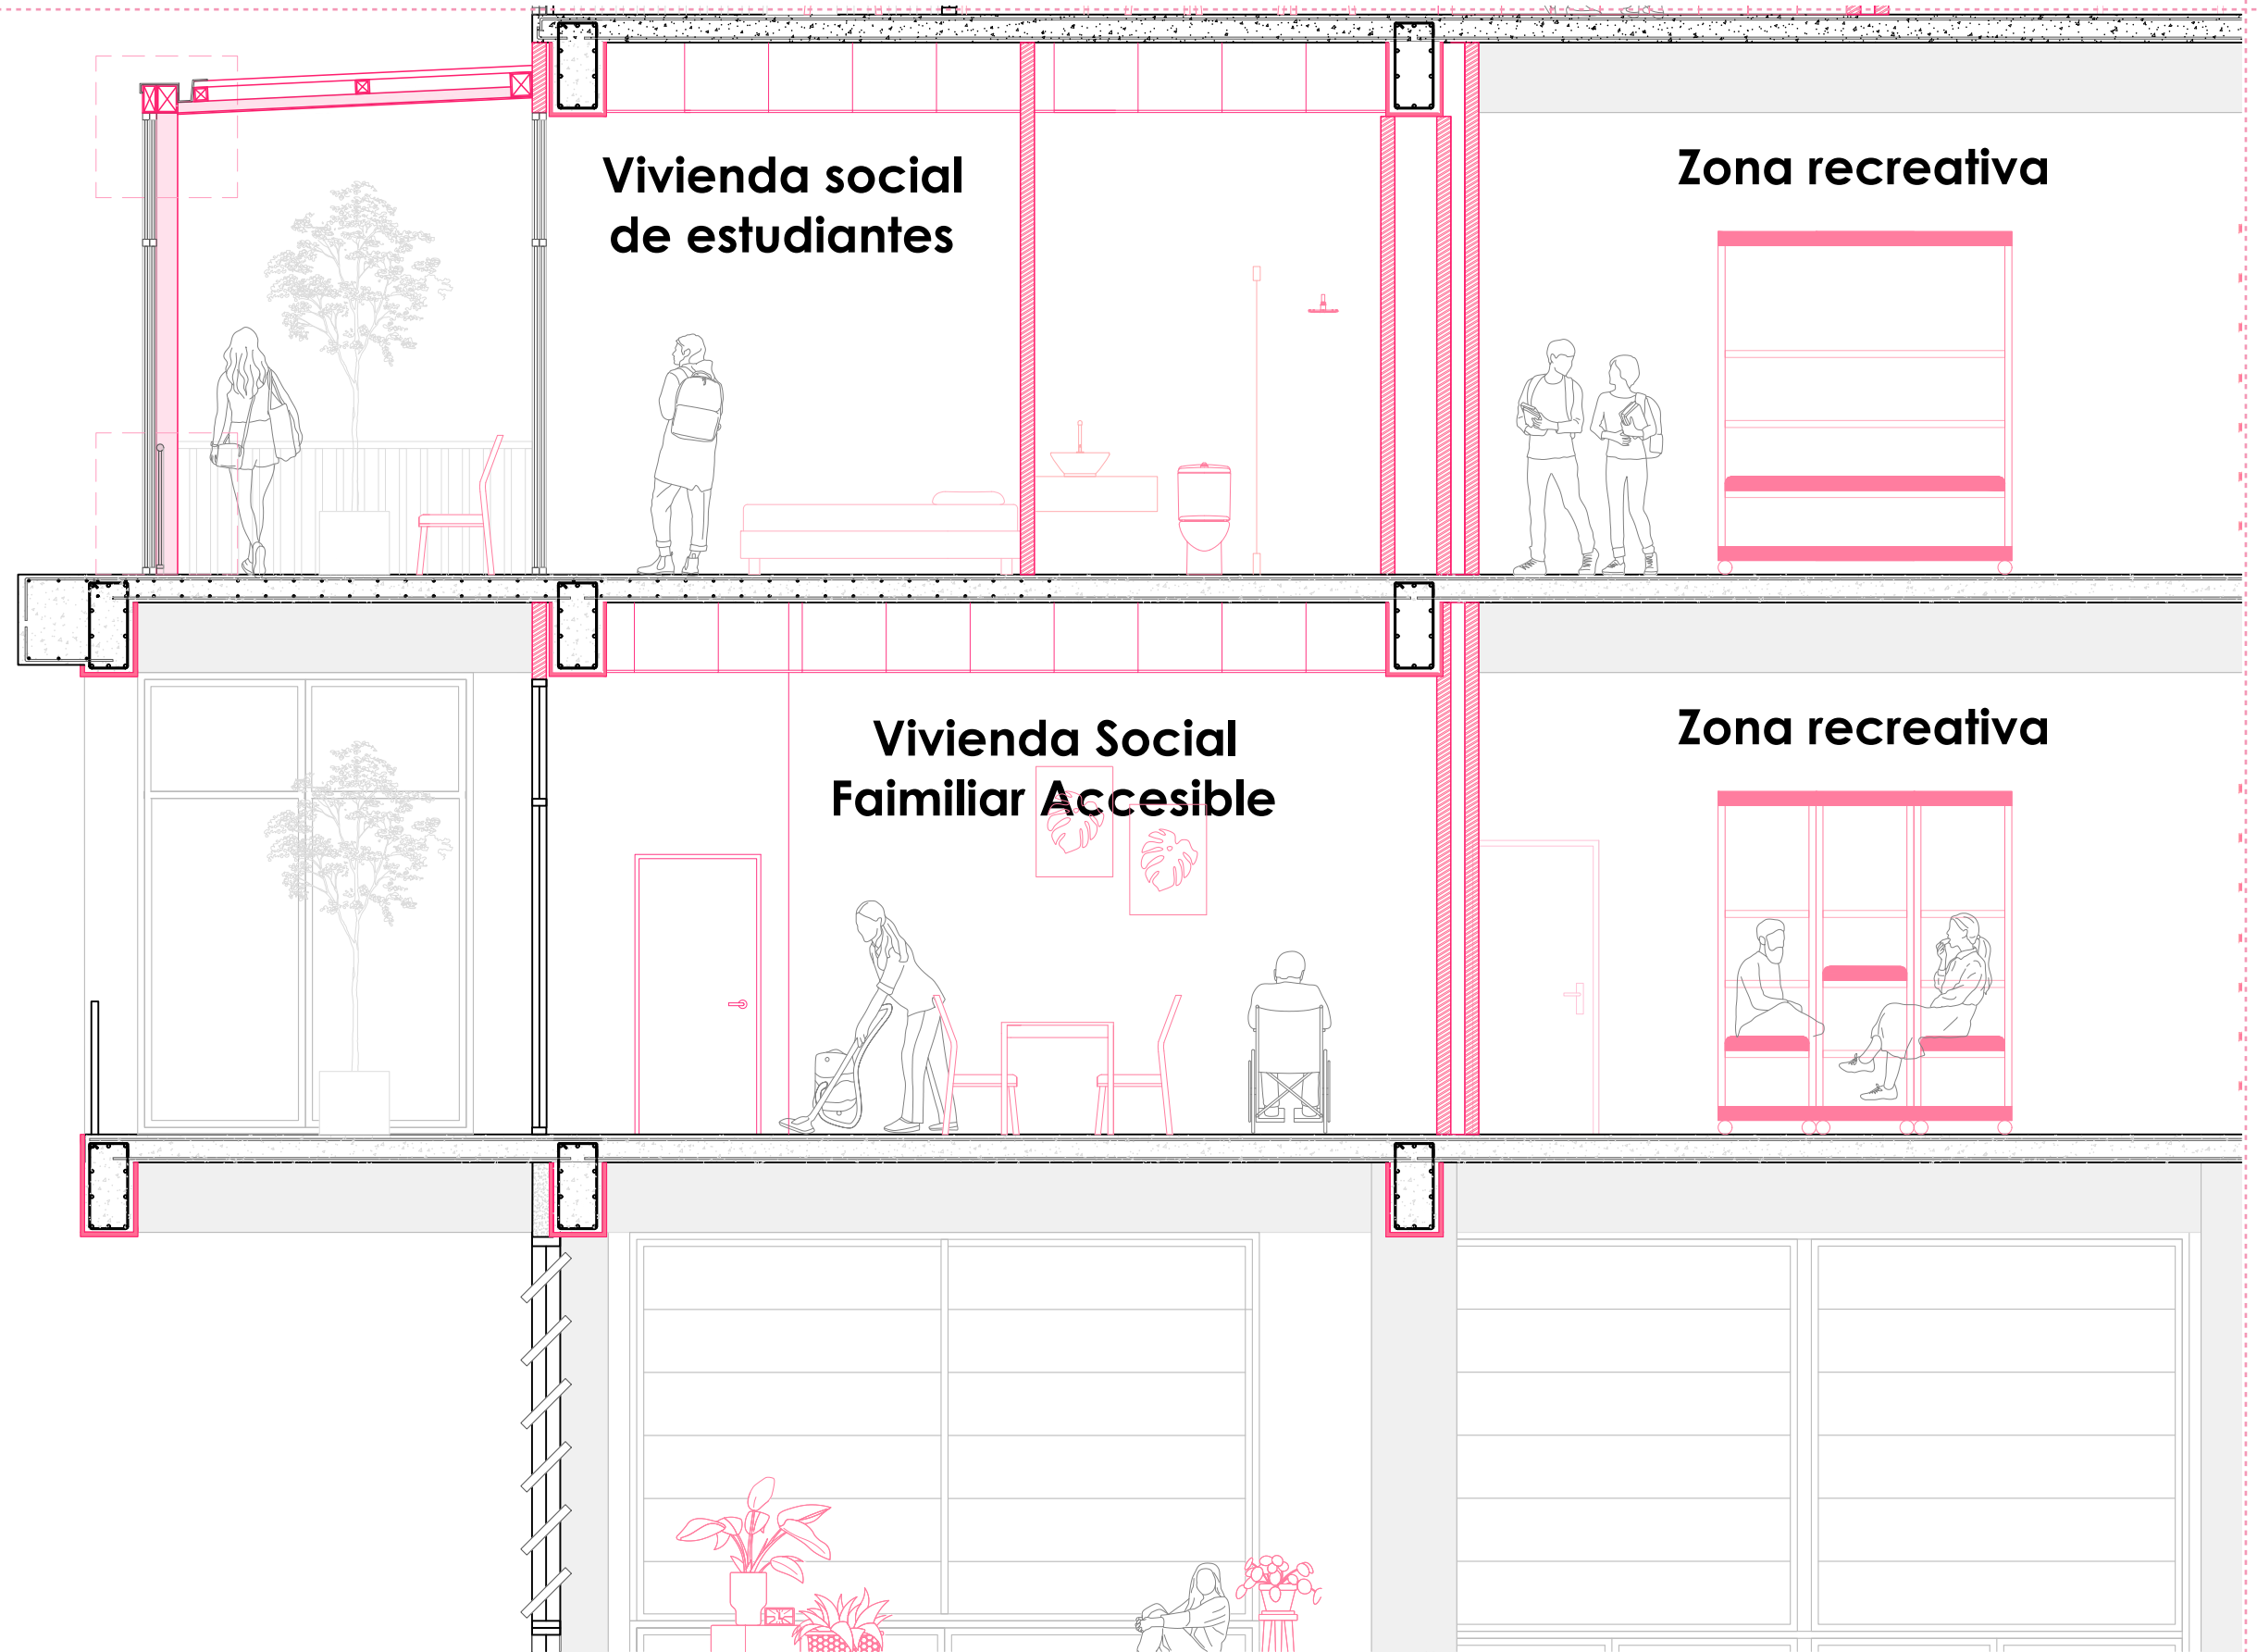 Vivienda social
de estudiantes
Zona recreativa
Vivienda Social
Faimiliar Accesible
Zona recreativa